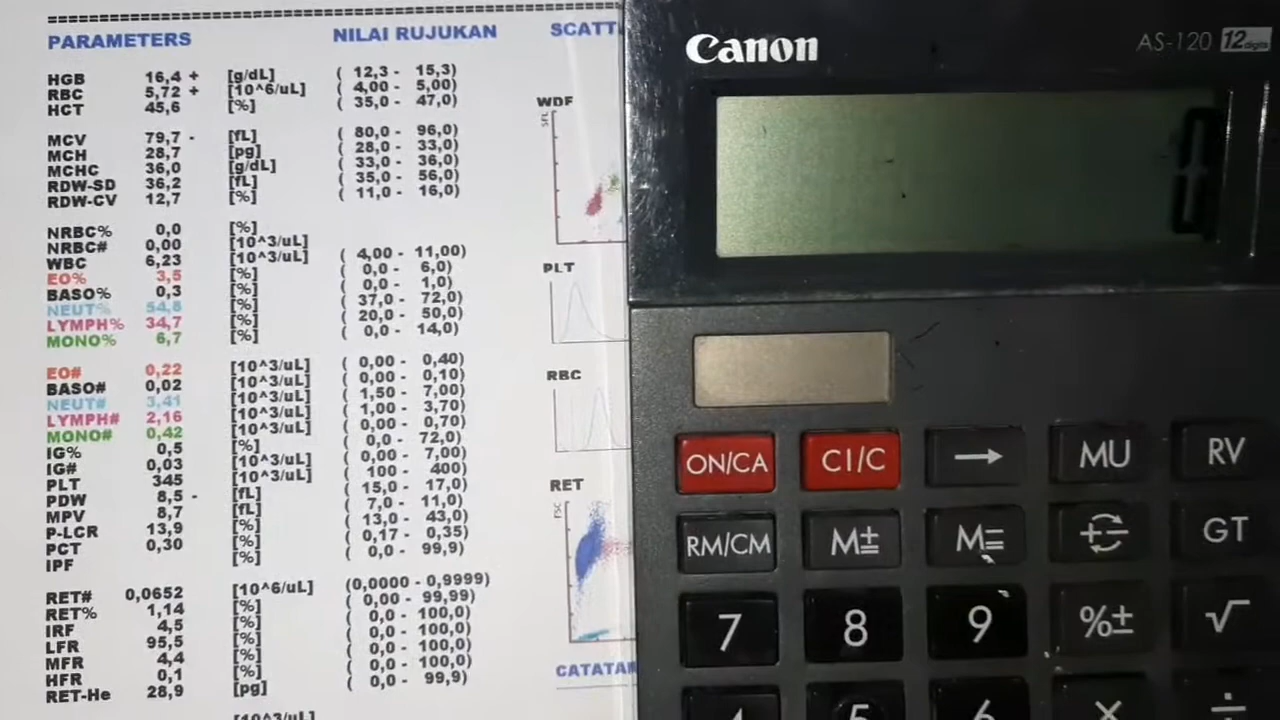 PARAMETERS NILAI RUJUKAN SCATT
HGB 16,4 + [g/dL] ( 12,3 - 15,3)
RBC 5,72 + [10^6/uL] ( 4,00 - 5,00)
HCT 45,6 [%] ( 35,0 - 47,0)
MCV 79,7 - [fL] ( 80,0 - 96,0)
MCH 28,7 [pg] ( 28,0 - 33,0)
MCHC 36,0 [g/dL] ( 33,0 - 36,0)
RDW-SD 36,2 [fL] ( 35,0 - 56,0)
RDW-CV 12,7 [%] ( 11,0 - 16,0)
NRBC% 0,0 [%]
NRBC# 0,00 [10^3/uL]
WBC 6,23 [10^3/uL] ( 4,00 - 11,00)
EO% 3,5 [%] ( 0,0 - 6,0)
BASO% 0,3 [%] ( 0,0 - 1,0)
NEUT% 54,8 [%] ( 37,0 - 72,0)
LYMPH% 34,7 [%] ( 20,0 - 50,0)
MONO% 6,7 [%] ( 0,0 - 14,0)
EO# 0,22 [10^3/uL] ( 0,00 - 0,40)
BASO# 0,02 [10^3/uL] ( 0,00 - 0,10)
NEUT# 3,41 [10^3/uL] ( 1,50 - 7,00)
LYMPH# 2,16 [10^3/uL] ( 1,00 - 3,70)
MONO# 0,42 [10^3/uL] ( 0,00 - 0,70)
IG% 0,5 [%] ( 0,0 - 72,0)
IG# 0,03 [10^3/uL] ( 0,00 - 7,00)
PLT 345 [10^3/uL] ( 100 - 400)
PDW 8,5 - [fL] ( 15,0 - 17,0)
MPV 8,7 [fL] ( 7,0 - 11,0)
P-LCR 13,9 [%] ( 13,0 - 43,0)
PCT 0,30 [%] ( 0,17 - 0,35)
IPF [%] ( 0,0 - 99,9)
RET# 0,0652 [10^6/uL] (0,0000 - 0,9999)
RET% 1,14 [%] ( 0,00 - 99,99)
IRF 4,5 [%] ( 0,0 - 100,0)
LFR 95,5 [%] ( 0,0 - 100,0)
MFR 4,4 [%] ( 0,0 - 100,0)
HFR 0,1 [%] ( 0,0 - 100,0)
RET-He 28,9 [pg] ( 0,0 - 99,9)
[10^3/uL]
WDF
SFL
PLT
RBC
RET
FSC
CATATAN
Canon AS-120 12 digits
0
ON/CA CI/C → MU RV
RM/CM M± M= +− GT
7 8 9 %± √
4 5 6 × ÷